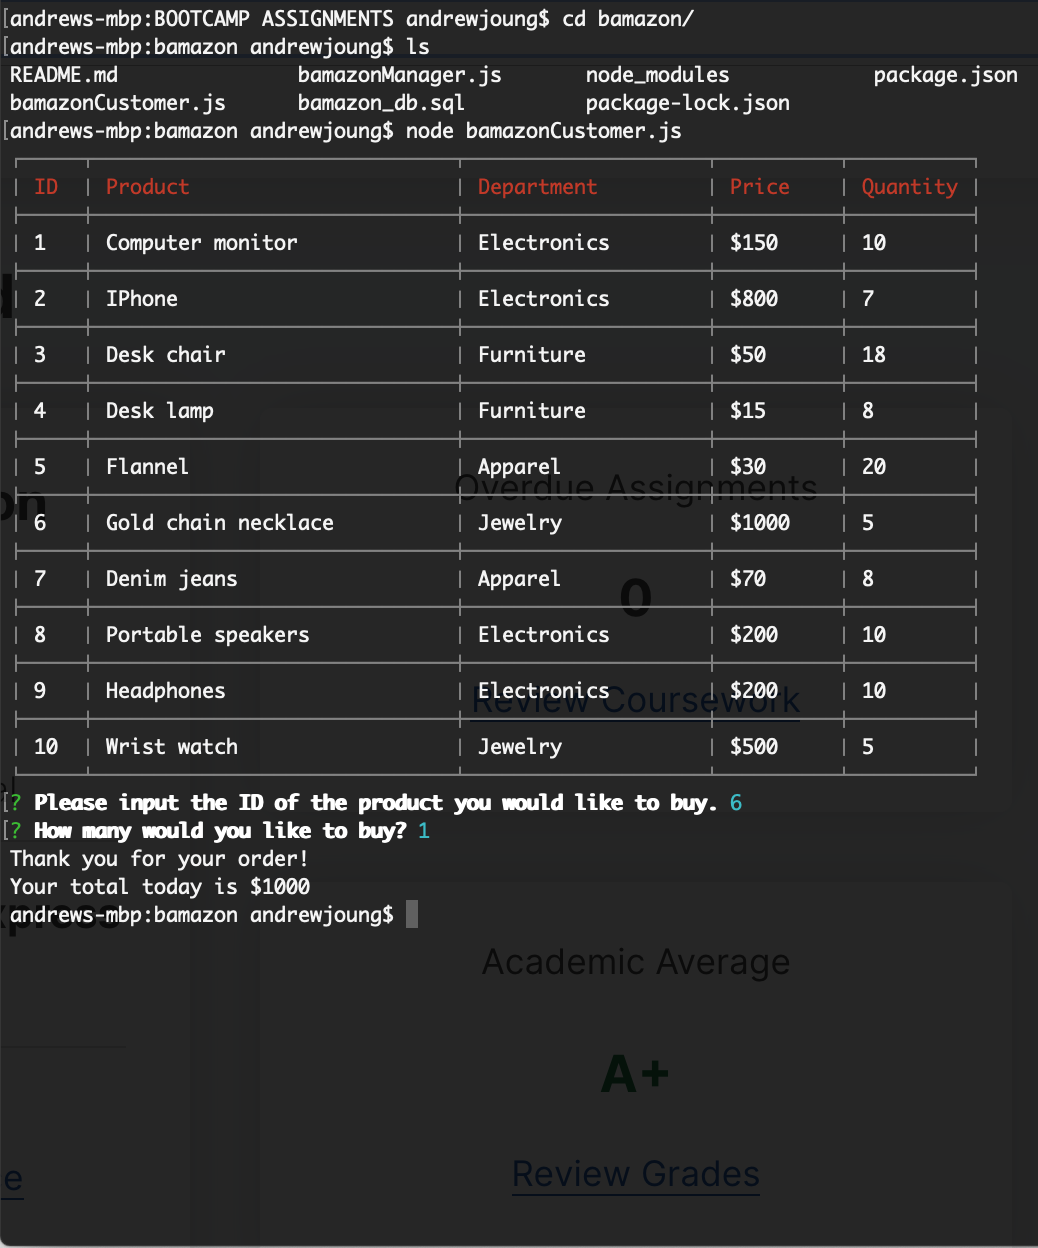 [andrews-mbp:BOOTCAMP ASSIGNMENTS andrewjoung$ cd bamazon/
[andrews-mbp:bamazon andrewjoung$ ls
README.md bamazonManager.js node_modules package.json
bamazonCustomer.js bamazon_db.sql package-lock.json
[andrews-mbp:bamazon andrewjoung$ node bamazonCustomer.js
ID Product Department Price Quantity
1 Computer monitor Electronics $150 10
2 IPhone Electronics $800 7
3 Desk chair Furniture $50 18
4 Desk lamp Furniture $15 8
5 Flannel Apparel $30 20
Overdue Assignments
6 Gold chain necklace Jewelry $1000 5
7 Denim jeans Apparel $70 8
0
8 Portable speakers Electronics $200 10
9 Headphones Electronics $200 10
Review Coursework
10 Wrist watch Jewelry $500 5
[? Please input the ID of the product you would like to buy. 6
[? How many would you like to buy? 1
Thank you for your order!
Your total today is $1000
andrews-mbp:bamazon andrewjoung$
Academic Average
A+
Review Grades